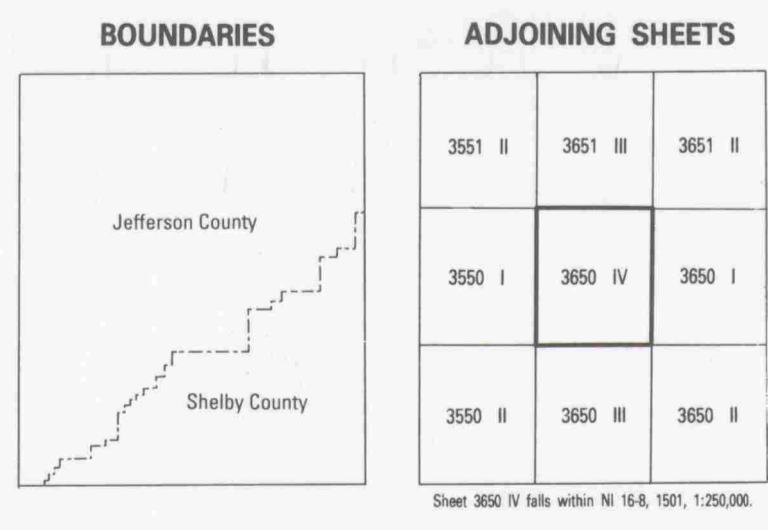 BOUNDARIES
Jefferson County
Shelby County
ADJOINING SHEETS
3551 II
3651 III
3651 II
3550 I
3650 IV
3650 I
3550 II
3650 III
3650 II
Sheet 3650 IV falls within NI 16-8, 1501, 1:250,000.